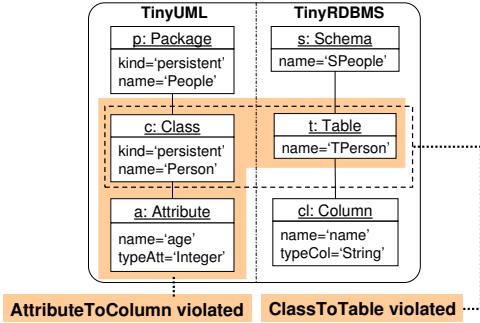 TinyUML
TinyRDBMS
p: Package
kind=‘persistent’
name=‘People’
s: Schema
name=‘SPeople’
c: Class
kind=‘persistent’
name=‘Person’
t: Table
name=‘TPerson’
a: Attribute
name=‘age’
typeAtt=‘Integer’
cl: Column
name=‘name’
typeCol=‘String’
AttributeToColumn violated
ClassToTable violated